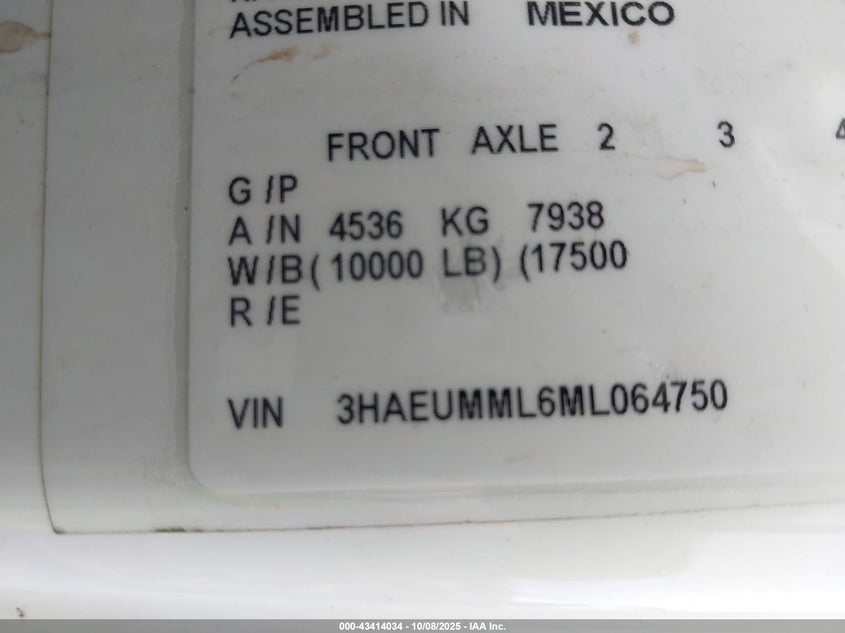 ASSEMBLED IN MEXICO
FRONT AXLE 2 3 4
G /P
A /N 4536 KG 7938
W/B ( 10000 LB) (17500
R /E
VIN 3HAEUMML6ML064750
000-43414034 - 10/08/2025 - IAA Inc.